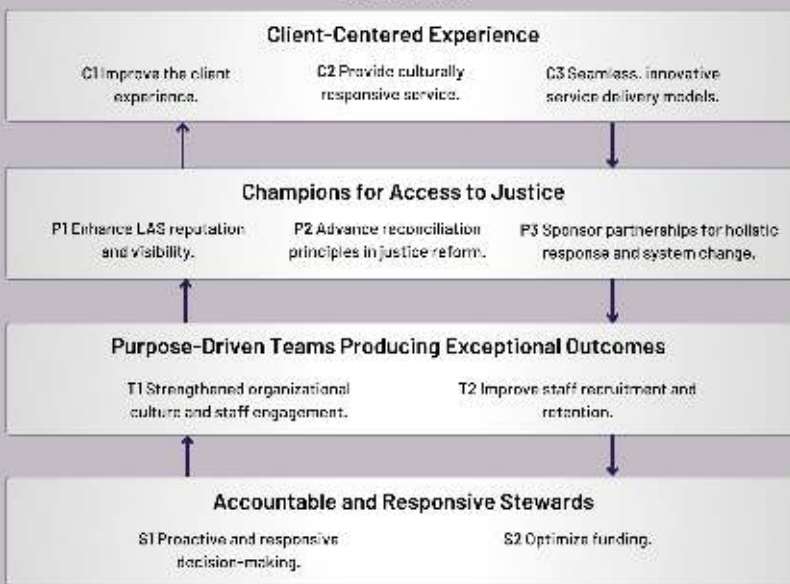 Client-Centered Experience
C1 Improve the client
experience.
C2 Provide culturally
responsive service.
C3 Seamless, innovative
service delivery models.
Champions for Access to Justice
P1 Enhance LAS reputation
and visibility.
P2 Advance reconciliation
principles in justice reform.
P3 Sponsor partnerships for holistic
response and system change.
Purpose-Driven Teams Producing Exceptional Outcomes
T1 Strengthened organizational
culture and staff engagement.
T2 Improve staff recruitment and
retention.
Accountable and Responsive Stewards
S1 Proactive and responsive
decision-making.
S2 Optimize funding.